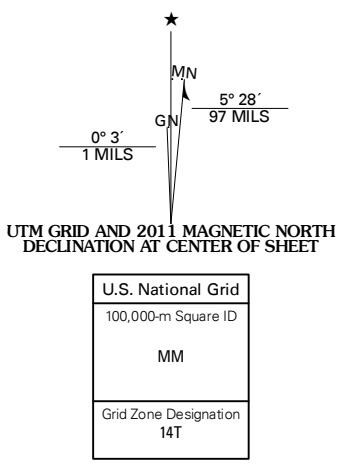 ★
MN
GN
5° 28´
97 MILS
0° 3´
1 MILS
UTM GRID AND 2011 MAGNETIC NORTH
DECLINATION AT CENTER OF SHEET
U.S. National Grid
100,000-m Square ID
MM
Grid Zone Designation
14T